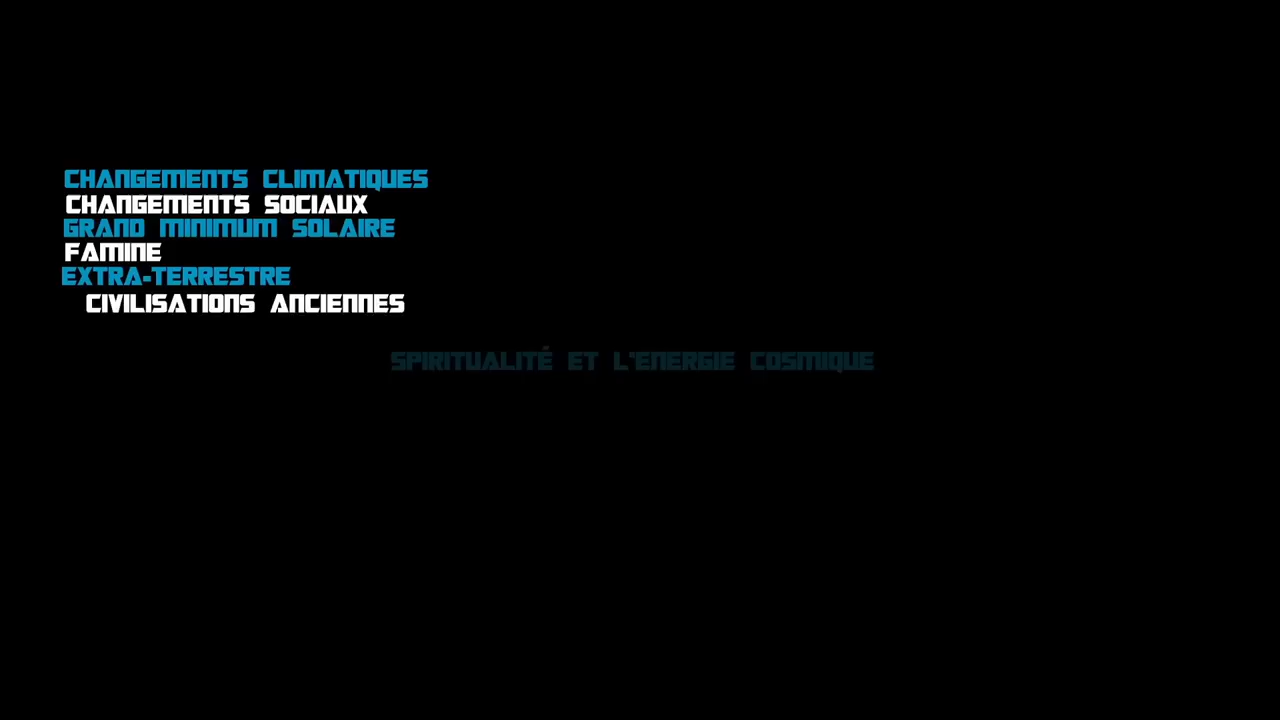 CHANGEMENTS CLIMATIQUES
CHANGEMENTS SOCIAUX
GRAND MINIMUM SOLAIRE
FAMINE
EXTRA-TERRESTRE
CIVILISATIONS ANCIENNES
SPIRITUALITÉ ET L'ENERGIE COSMIQUE